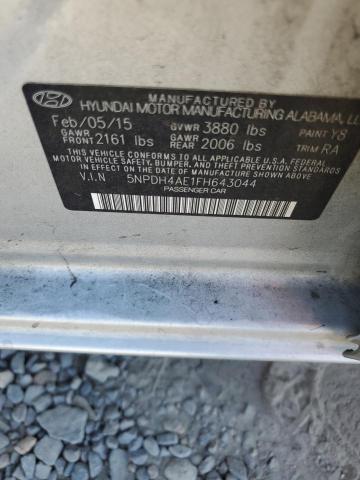 MANUFACTURED BY
HYUNDAI MOTOR MANUFACTURING ALABAMA, LL
Feb/05/15 GVWR 3880 lbs PAINT Y8
GAWR FRONT 2161 lbs GAWR REAR 2006 lbs TRIM RA
THIS VEHICLE CONFORMS TO ALL APPLICABLE U.S.A. FEDERAL
MOTOR VEHICLE SAFETY, BUMPER, AND THEFT PREVENTION
STANDARDS IN EFFECT ON THE DATE OF MANUFACTURE SHOWN ABOVE.
V.I.N 5NPDH4AE1FH643044
PASSENGER CAR